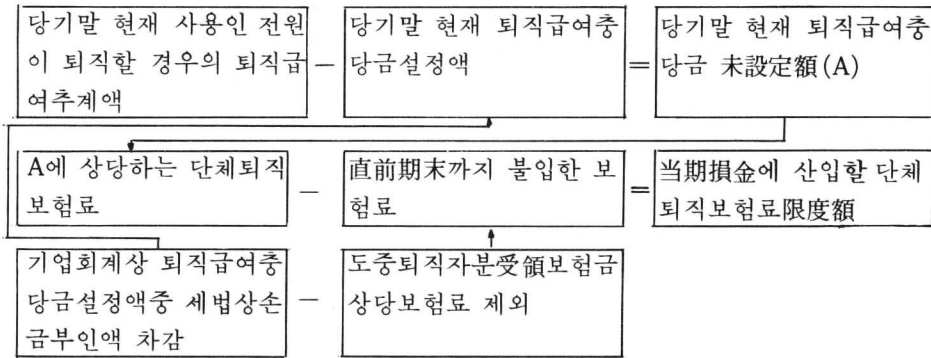 당기말 현재 사용인 전원
이 퇴직할 경우의 퇴직급
여추계액
−
당기말 현재 퇴직급여충
당금설정액
=
당기말 현재 퇴직급여충
당금 未設定額(A)
A에 상당하는 단체퇴직
보험료
−
直前期末까지 불입한 보
험료
=
当期損金에 산입할 단체
퇴직보험료限度額
기업회계상 퇴직급여충
당금설정액중 세법상손
금부인액 차감
−
도중퇴직자분受領보험금
상당보험료 제외